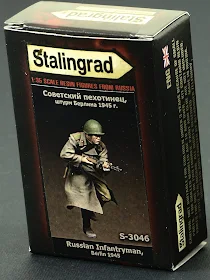 Stalingrad
1:35 SCALE RESIN FIGURES FROM RUSSIA
Советский пехотинец,
штурм Берлина 1945 г.
S-3046
Russian Infantryman,
Berlin 1945
ENG
Stalingrad